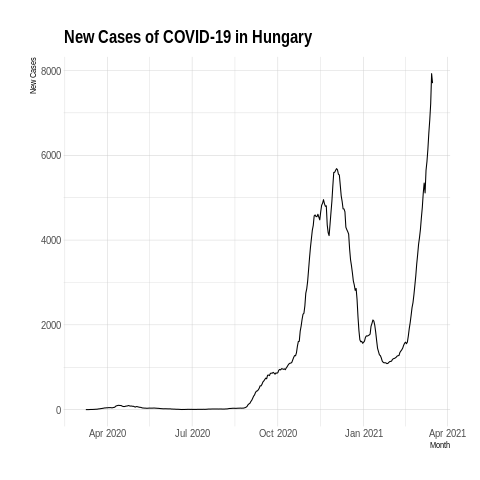 New Cases of COVID-19 in Hungary
New Cases
8000
6000
4000
2000
0
Apr 2020
Jul 2020
Oct 2020
Jan 2021
Apr 2021
Month